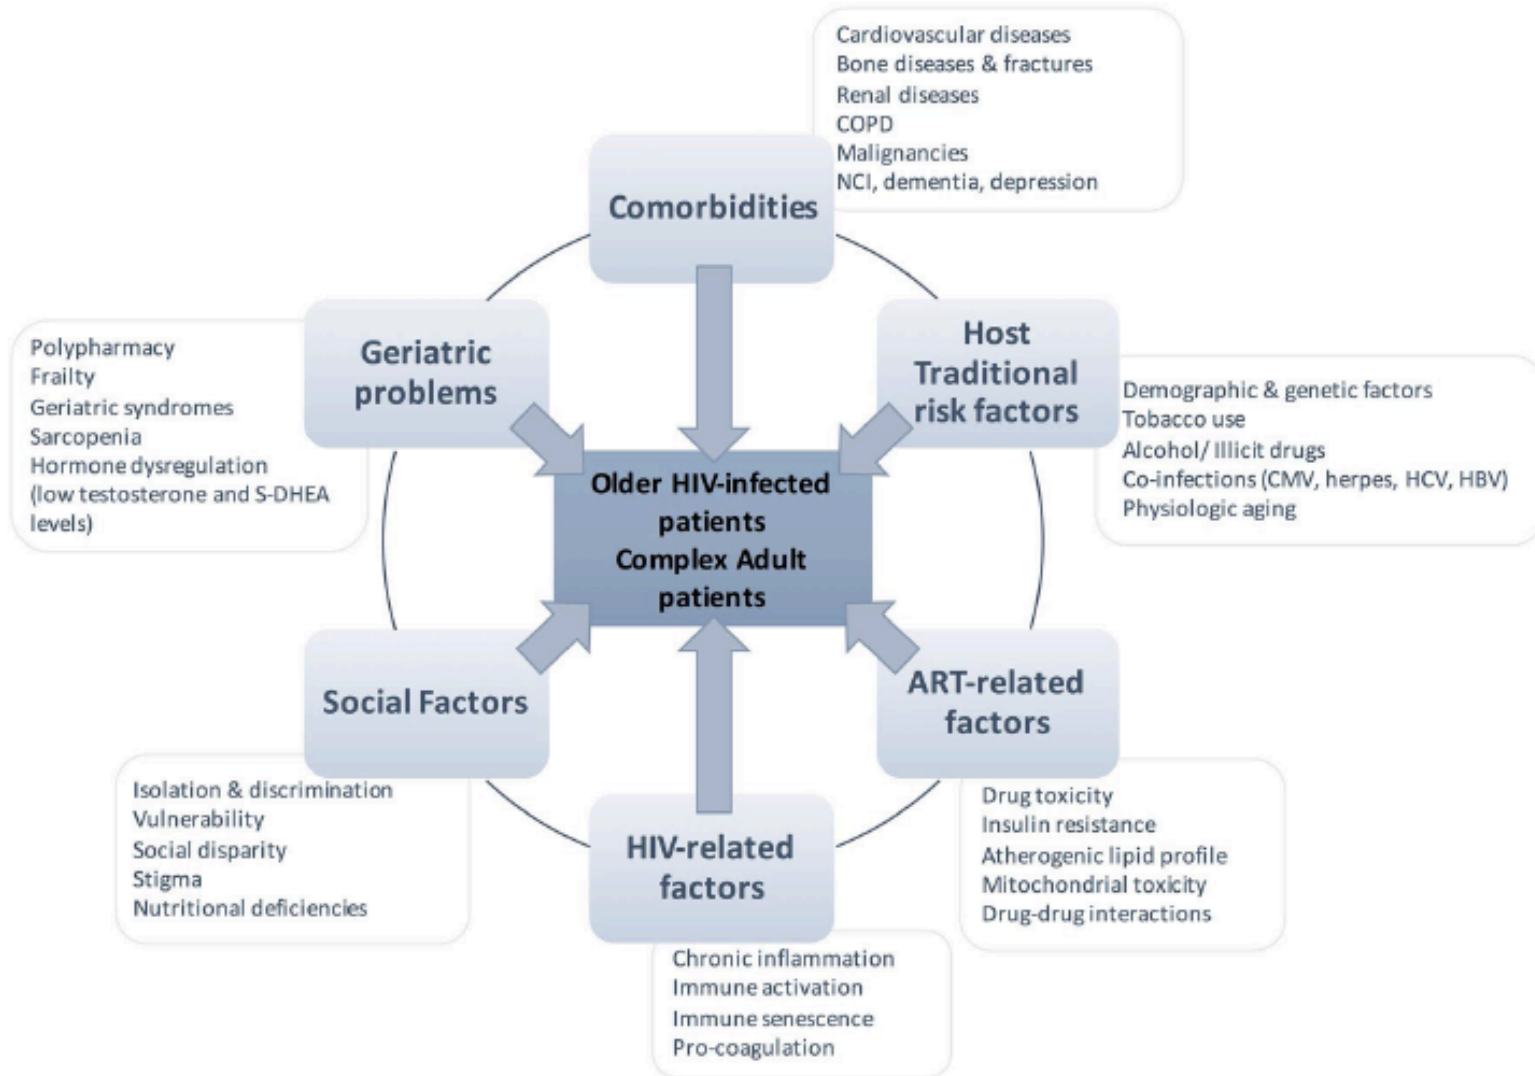 Cardiovascular diseases
Bone diseases & fractures
Renal diseases
COPD
Malignancies
NCI, dementia, depression
Comorbidities
Host
Traditional
risk factors
Demographic & genetic factors
Tobacco use
Alcohol/ Illicit drugs
Co-infections (CMV, herpes, HCV, HBV)
Physiologic aging
Geriatric
problems
Polypharmacy
Frailty
Geriatric syndromes
Sarcopenia
Hormone dysregulation
(low testosterone and S-DHEA
levels)
Older HIV-infected
patients
Complex Adult
patients
ART-related
factors
Drug toxicity
Insulin resistance
Atherogenic lipid profile
Mitochondrial toxicity
Drug-drug interactions
Social Factors
Isolation & discrimination
Vulnerability
Social disparity
Stigma
Nutritional deficiencies
HIV-related
factors
Chronic inflammation
Immune activation
Immune senescence
Pro-coagulation